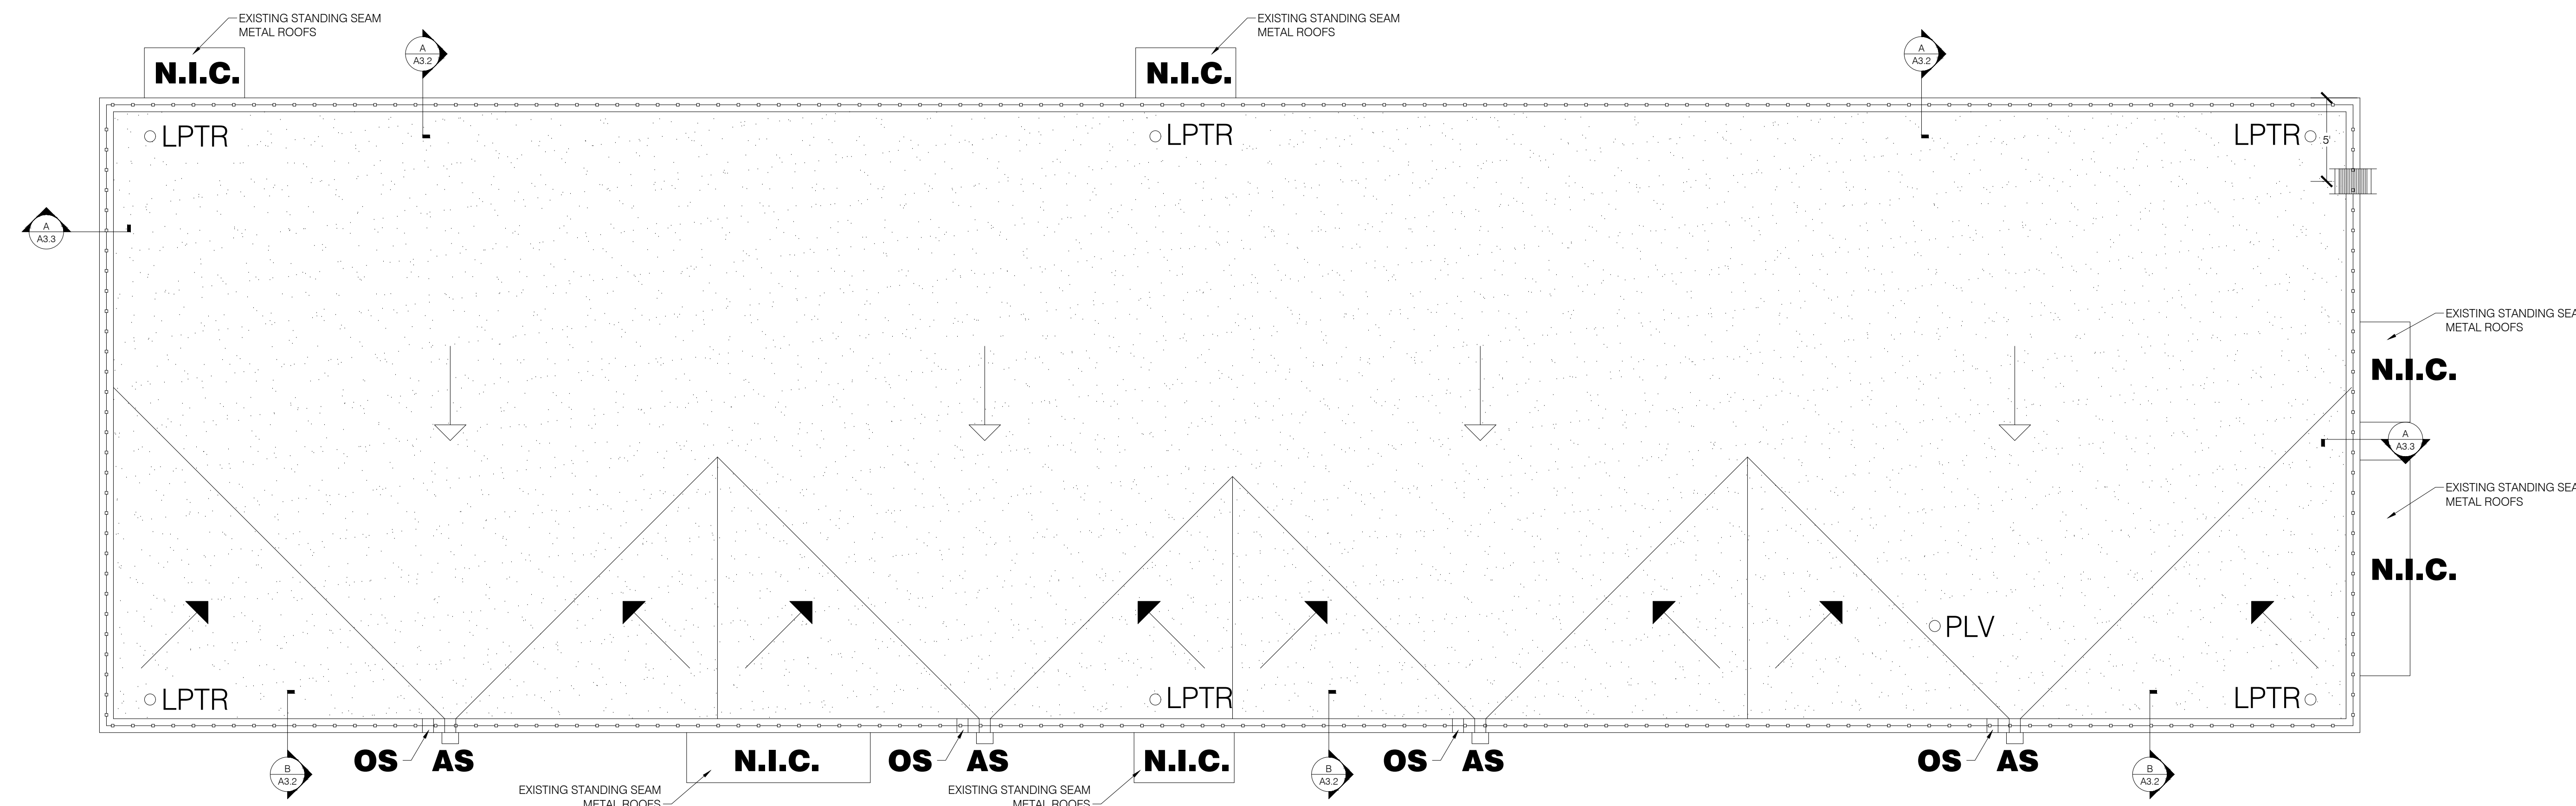 EXISTING STANDING SEAM
METAL ROOFS
N.I.C.
A
A3.2
EXISTING STANDING SEAM
METAL ROOFS
N.I.C.
A
A3.2
LPTR
LPTR
LPTR
5'
A
A3.3
EXISTING STANDING SEA
METAL ROOFS
N.I.C.
A
A3.3
EXISTING STANDING SEA
METAL ROOFS
N.I.C.
PLV
LPTR
LPTR
LPTR
OS
AS
N.I.C.
OS
AS
N.I.C.
OS
AS
OS
AS
B
A3.2
B
A3.2
B
A3.2
EXISTING STANDING SEAM
METAL ROOFS
EXISTING STANDING SEAM
METAL ROOFS